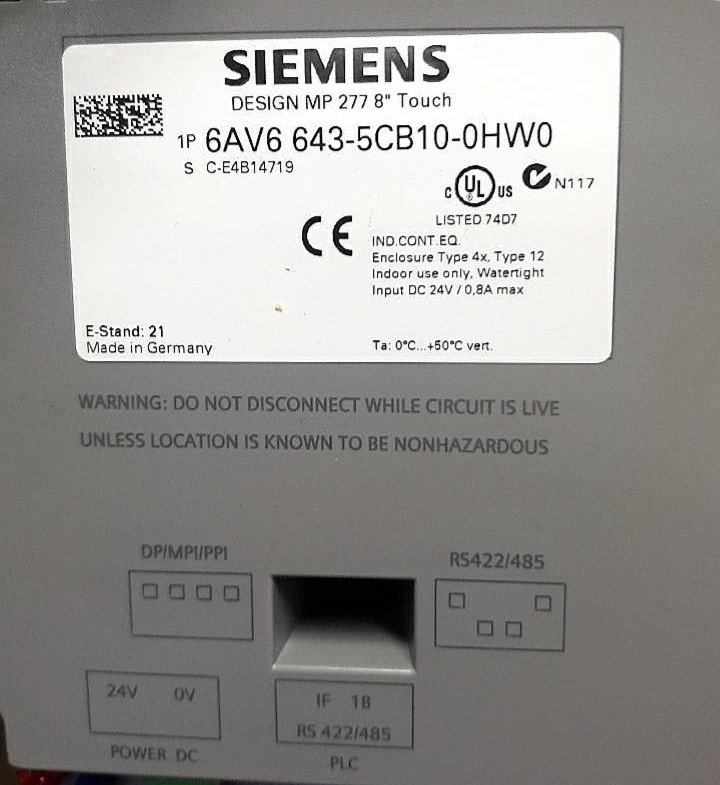 SIEMENS
DESIGN MP 277 8" Touch
1P 6AV6 643-5CB10-0HW0
S C-E4B14719
C UL US N117
LISTED 74D7
CE
IND.CONT.EQ.
Enclosure Type 4x, Type 12
Indoor use only, Watertight
Input DC 24V / 0,8A max
E-Stand: 21
Made in Germany
Ta: 0°C...+50°C vert.
WARNING: DO NOT DISCONNECT WHILE CIRCUIT IS LIVE
UNLESS LOCATION IS KNOWN TO BE NONHAZARDOUS
DP/MPI/PPI
RS422/485
24V 0V
POWER DC
IF 1B
RS 422/485
PLC